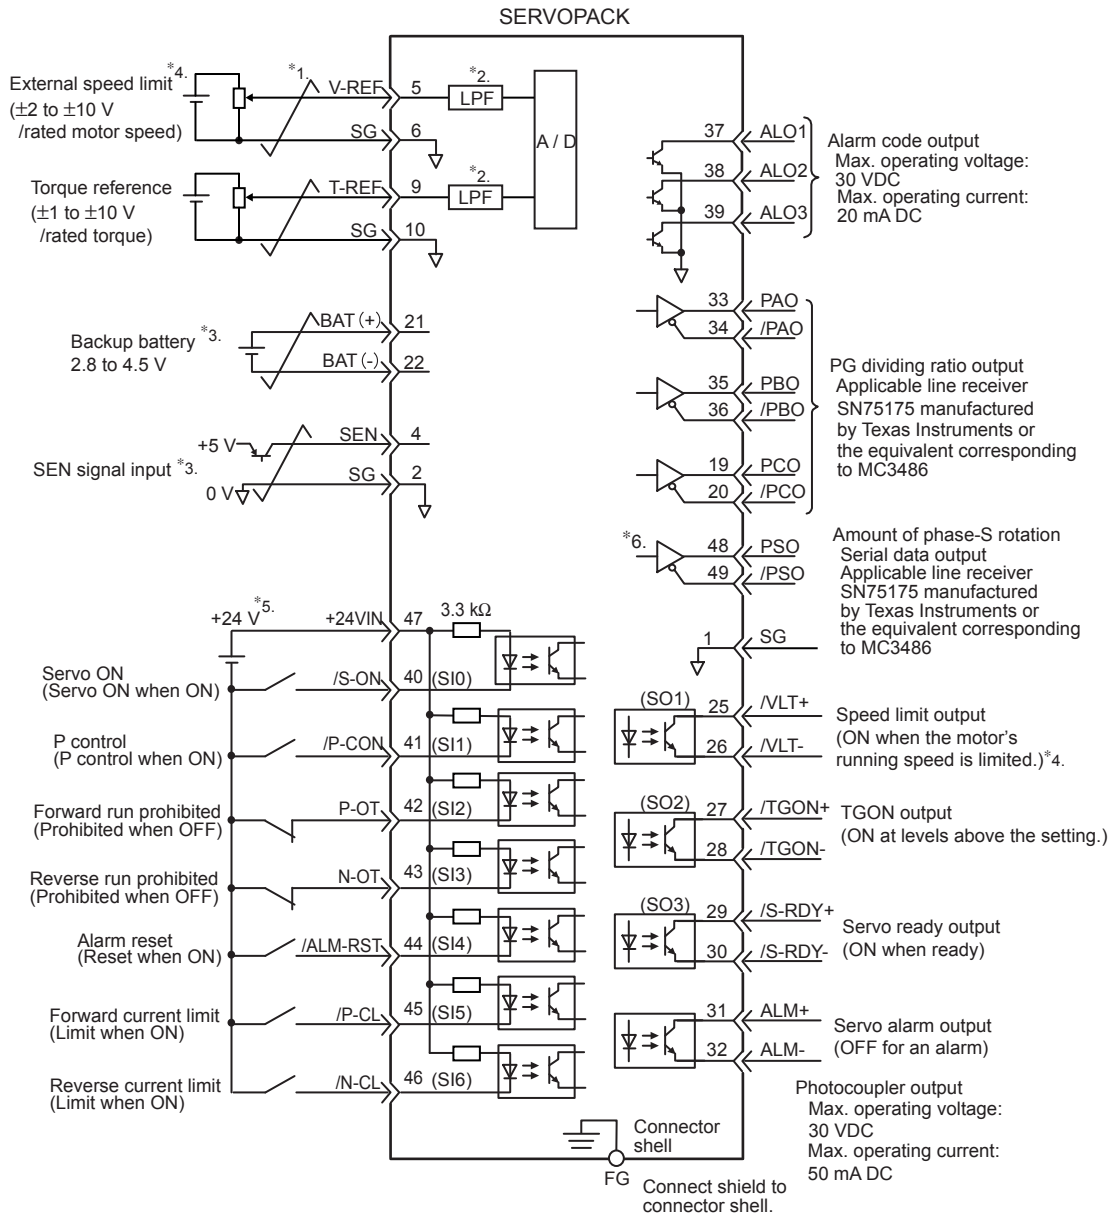 SERVOPACK
External speed limit*4.
(±2 to ±10 V
/rated motor speed)
*1.
V-REF
5
*2.
LPF
SG
6
A / D
Torque reference
(±1 to ±10 V
/rated torque)
T-REF
9
*2.
LPF
SG
10
37
ALO1
38
ALO2
39
ALO3
Alarm code output
Max. operating voltage:
30 VDC
Max. operating current:
20 mA DC
Backup battery *3.
2.8 to 4.5 V
BAT (+)
21
BAT (-)
22
33
PAO
34
/PAO
35
PBO
36
/PBO
19
PCO
20
/PCO
PG dividing ratio output
Applicable line receiver
SN75175 manufactured
by Texas Instruments or
the equivalent corresponding
to MC3486
SEN signal input *3.
+5 V
SEN
4
0 V
SG
2
*6.
48
PSO
49
/PSO
Amount of phase-S rotation
Serial data output
Applicable line receiver
SN75175 manufactured
by Texas Instruments or
the equivalent corresponding
to MC3486
1
SG
+24 V*5.
+24VIN
47
3.3 kΩ
Servo ON
(Servo ON when ON)
/S-ON
40
(SI0)
P control
(P control when ON)
/P-CON
41
(SI1)
Forward run prohibited
(Prohibited when OFF)
P-OT
42
(SI2)
Reverse run prohibited
(Prohibited when OFF)
N-OT
43
(SI3)
Alarm reset
(Reset when ON)
/ALM-RST
44
(SI4)
Forward current limit
(Limit when ON)
/P-CL
45
(SI5)
Reverse current limit
(Limit when ON)
/N-CL
46
(SI6)
(SO1)
25
/VLT+
26
/VLT-
Speed limit output
(ON when the motor's
running speed is limited.)*4.
(SO2)
27
/TGON+
28
/TGON-
TGON output
(ON at levels above the setting.)
(SO3)
29
/S-RDY+
30
/S-RDY-
Servo ready output
(ON when ready)
31
ALM+
32
ALM-
Servo alarm output
(OFF for an alarm)
Photocoupler output
Max. operating voltage:
30 VDC
Max. operating current:
50 mA DC
Connector
shell
FG
Connect shield to
connector shell.